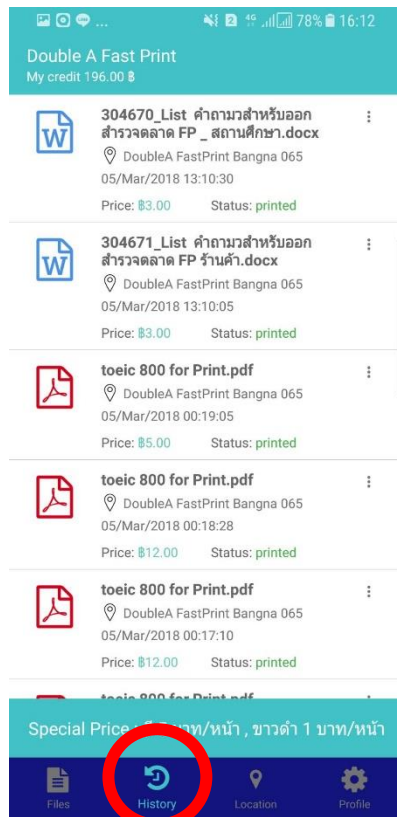 ... 4G 78% 16:12
Double A Fast Print
My credit 196.00 ฿
304670_List คำถามวสำหรับออก
สำรวจตลาด FP _ สถานศึกษา.docx
DoubleA FastPrint Bangna 065
05/Mar/2018 13:10:30
Price: ฿3.00 Status: printed
304671_List คำถามวสำหรับออก
สำรวจตลาด FP ร้านค้า.docx
DoubleA FastPrint Bangna 065
05/Mar/2018 13:10:05
Price: ฿3.00 Status: printed
toeic 800 for Print.pdf
DoubleA FastPrint Bangna 065
05/Mar/2018 00:19:05
Price: ฿5.00 Status: printed
toeic 800 for Print.pdf
DoubleA FastPrint Bangna 065
05/Mar/2018 00:18:28
Price: ฿12.00 Status: printed
toeic 800 for Print.pdf
DoubleA FastPrint Bangna 065
05/Mar/2018 00:17:10
Price: ฿12.00 Status: printed
toeic 800 for Print.pdf
Special Price บาท/หน้า , ขาวดำ 1 บาท/หน้า
Files History Location Profile